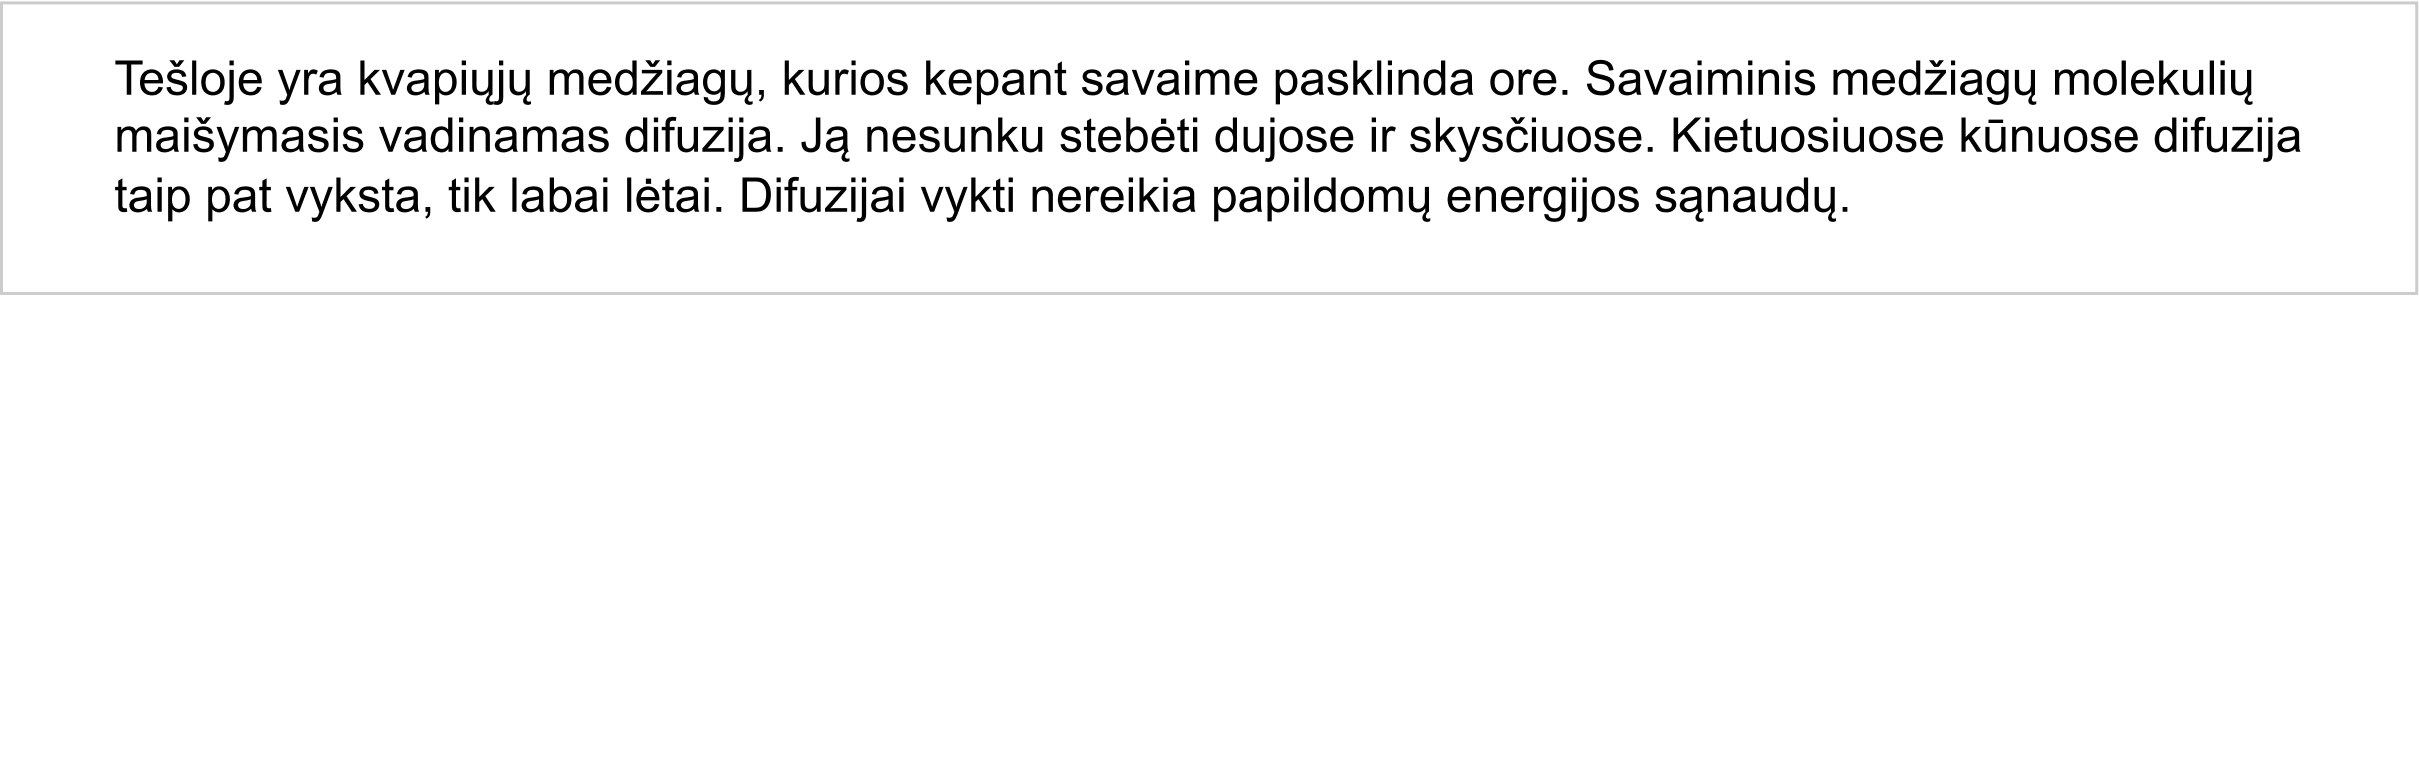 Tešloje yra kvapiųjų medžiagų, kurios kepant savaime pasklinda ore. Savaiminis medžiagų molekulių
maišymasis vadinamas difuzija. Ją nesunku stebėti dujose ir skysčiuose. Kietuosiuose kūnuose difuzija
taip pat vyksta, tik labai lėtai. Difuzijai vykti nereikia papildomų energijos sąnaudų.